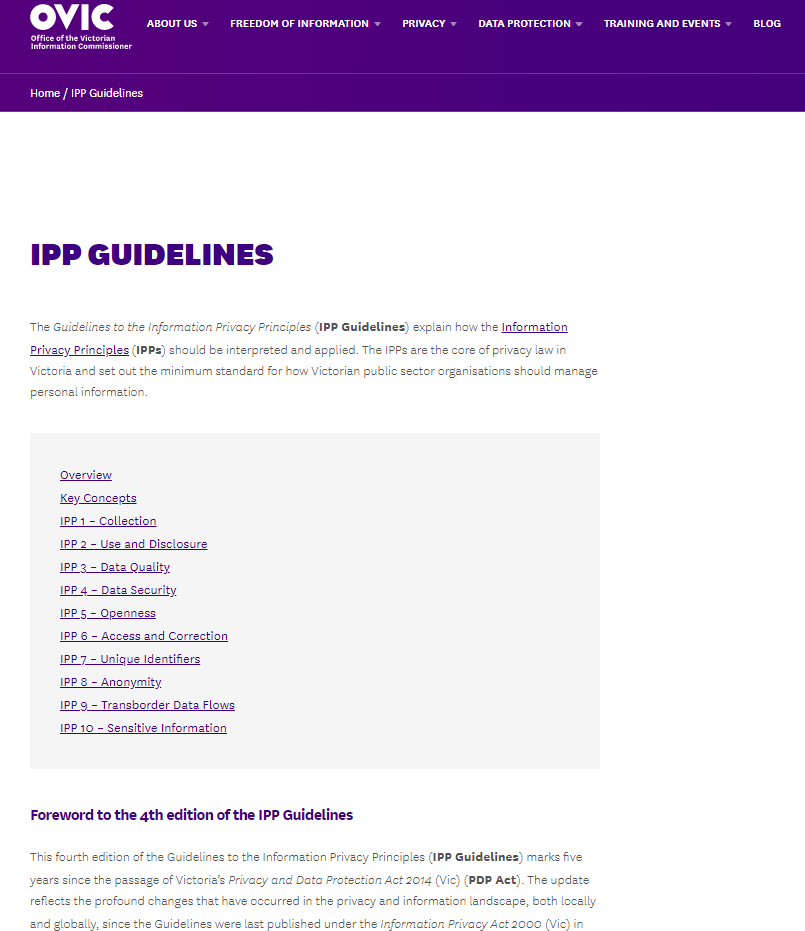 OVIC
Office of the Victorian
Information Commissioner
ABOUT US
FREEDOM OF INFORMATION
PRIVACY
DATA PROTECTION
TRAINING AND EVENTS
BLOG
Home / IPP Guidelines
IPP GUIDELINES
The Guidelines to the Information Privacy Principles (IPP Guidelines) explain how the Information
Privacy Principles (IPPs) should be interpreted and applied. The IPPs are the core of privacy law in
Victoria and set out the minimum standard for how Victorian public sector organisations should manage
personal information.
Overview
Key Concepts
IPP 1 – Collection
IPP 2 – Use and Disclosure
IPP 3 – Data Quality
IPP 4 – Data Security
IPP 5 – Openness
IPP 6 – Access and Correction
IPP 7 – Unique Identifiers
IPP 8 – Anonymity
IPP 9 – Transborder Data Flows
IPP 10 – Sensitive Information
Foreword to the 4th edition of the IPP Guidelines
This fourth edition of the Guidelines to the Information Privacy Principles (IPP Guidelines) marks five
years since the passage of Victoria's Privacy and Data Protection Act 2014 (Vic) (PDP Act). The update
reflects the profound changes that have occurred in the privacy and information landscape, both locally
and globally, since the Guidelines were last published under the Information Privacy Act 2000 (Vic) in